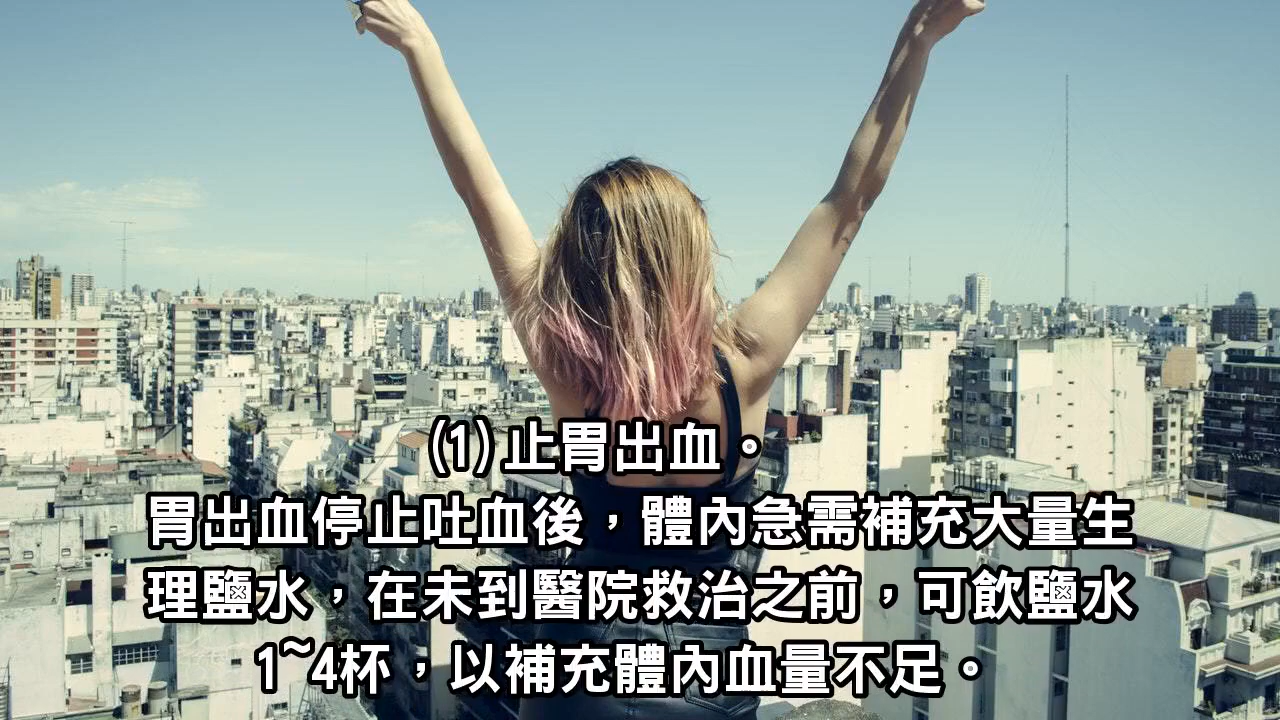 (1)止胃出血。
胃出血停止吐血後，體內急需補充大量生
理鹽水，在未到醫院救治之前，可飲鹽水
1~4杯，以補充體內血量不足。